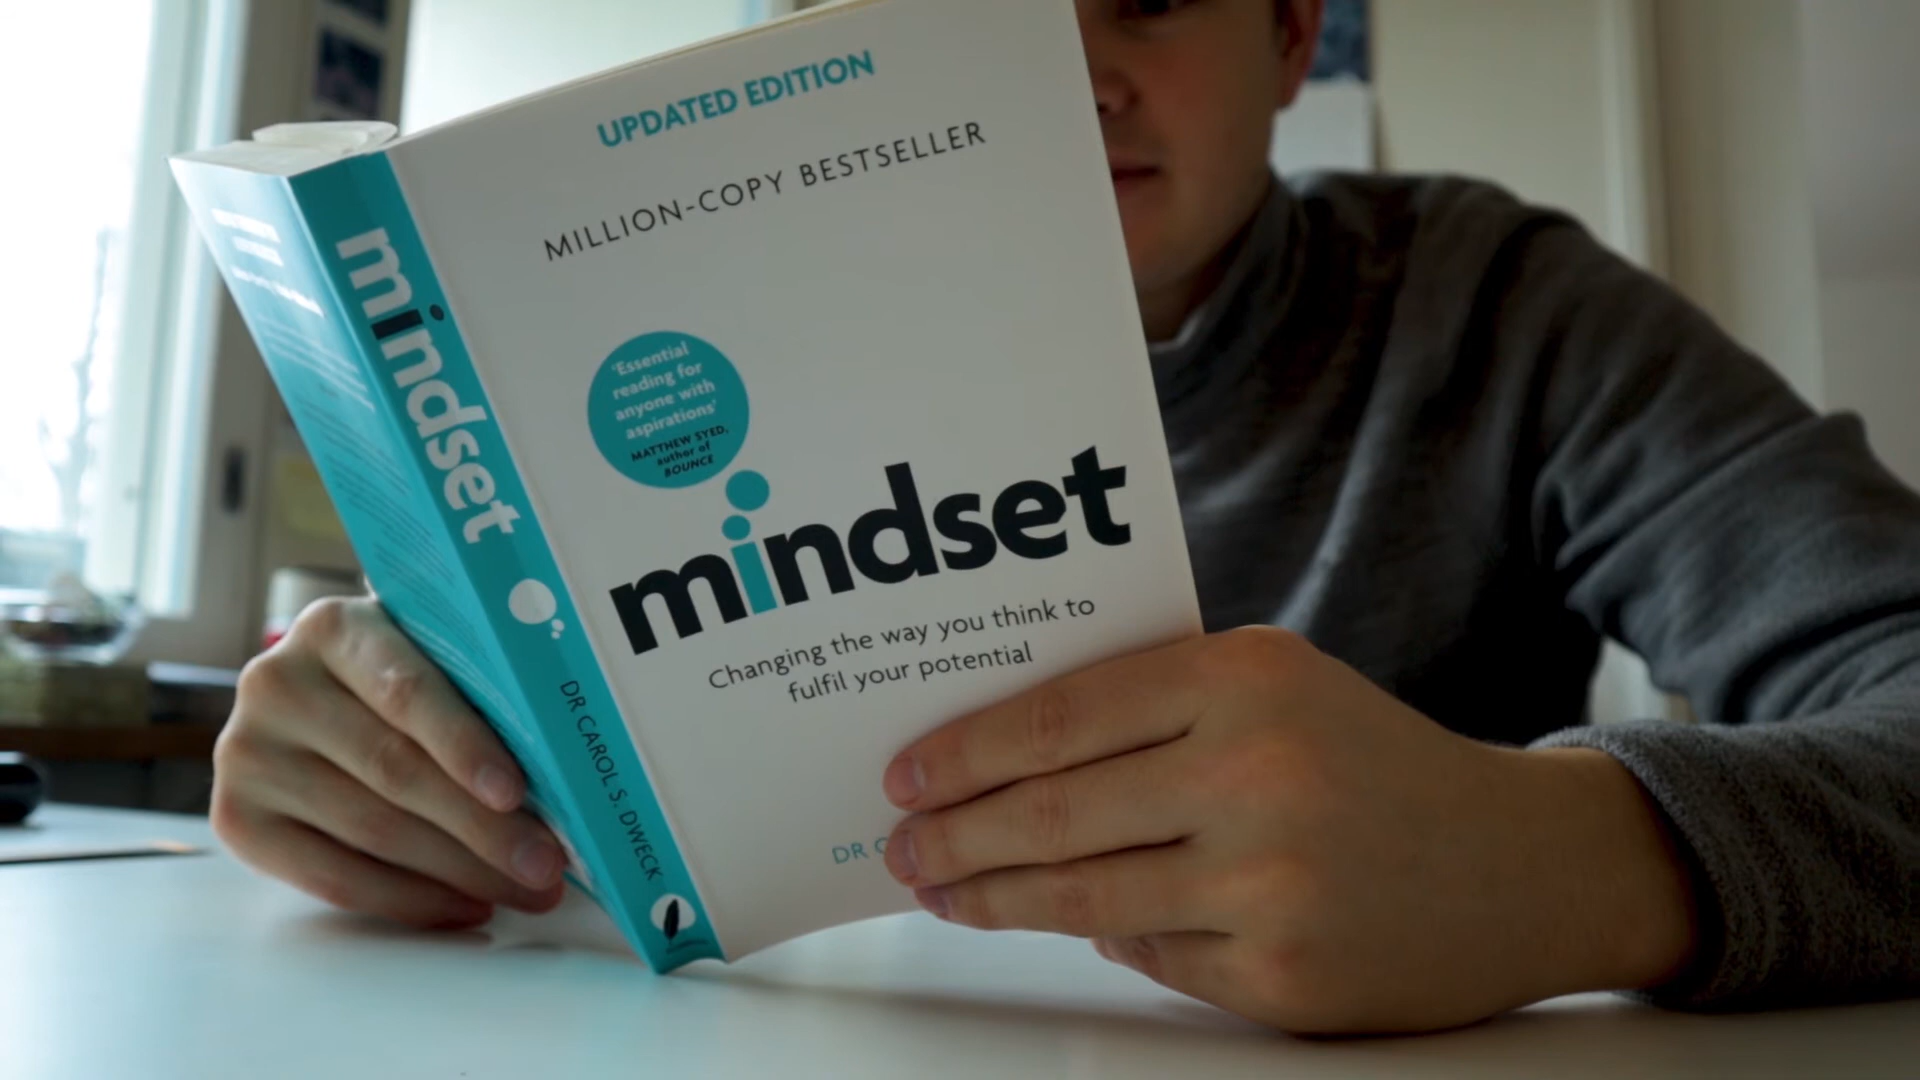 UPDATED EDITION
MILLION-COPY BESTSELLER
'Essential
reading for
anyone with
aspirations'
MATTHEW SYED,
author of
BOUNCE
mindset
Changing the way you think to
fulfil your potential
DR C
mindset
DR CAROL S. DWECK